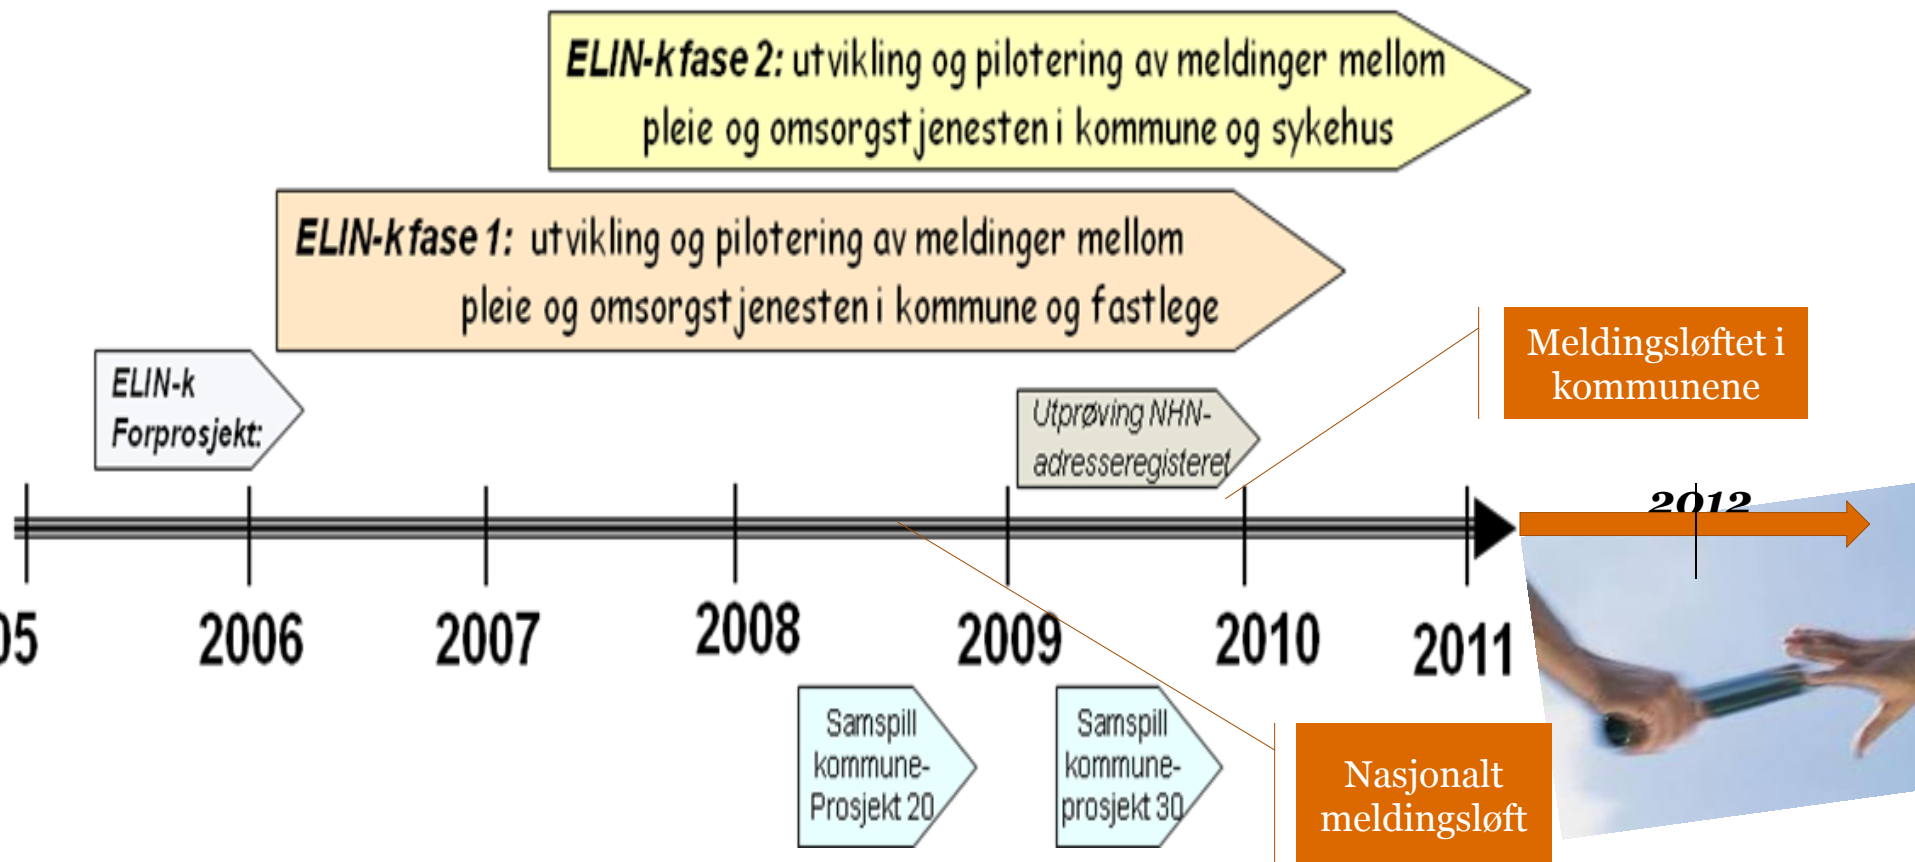 ELIN-k fase 2: utvikling og pilotering av meldinger mellom
pleie og omsorgstjenesten i kommune og sykehus
ELIN-k fase 1: utvikling og pilotering av meldinger mellom
pleie og omsorgstjenesten i kommune og fastlege
Meldingsløftet i
kommunene
ELIN-k
Forprosjekt:
Utprøving NHN-
adresseregisteret
2012
05
2006
2007
2008
2009
2010
2011
Samspill
kommune-
Prosjekt 20
Samspill
kommune-
prosjekt 30
Nasjonalt
meldingsløft